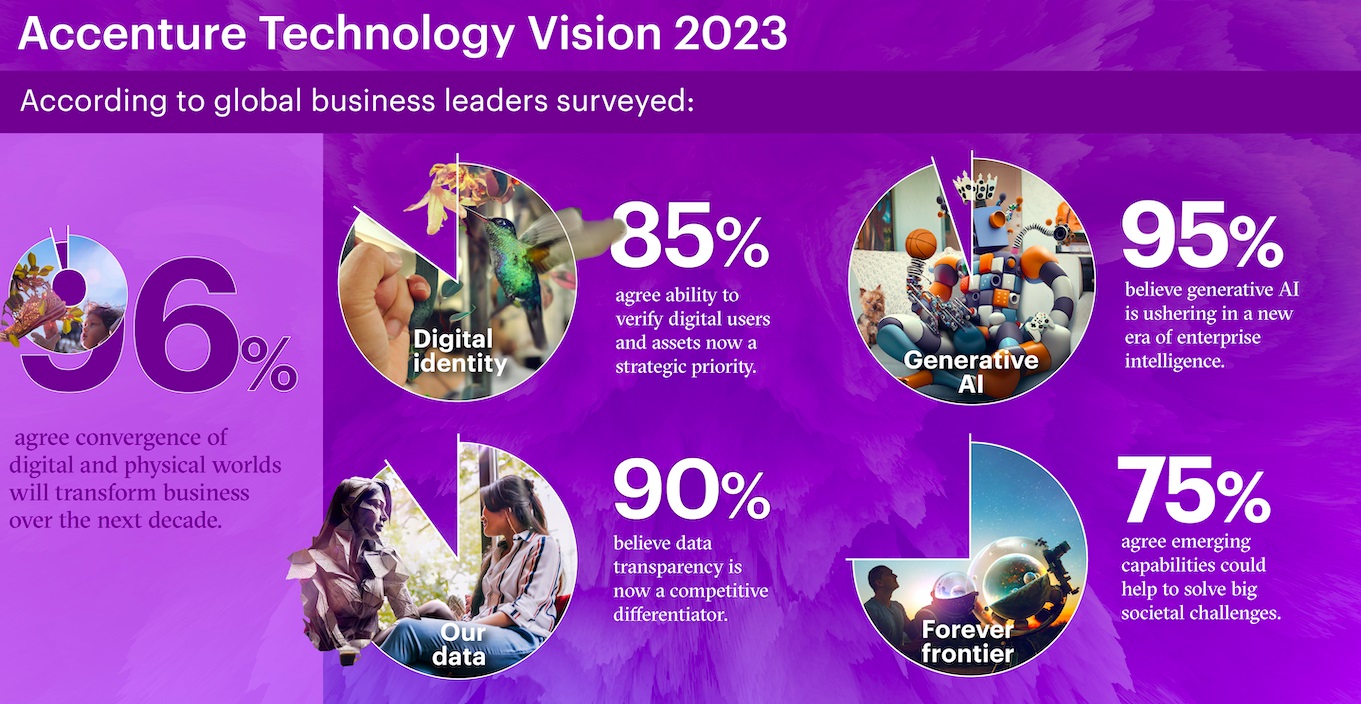 Accenture Technology Vision 2023
According to global business leaders surveyed:
96%
agree convergence of
digital and physical worlds
will transform business
over the next decade.
Digital
identity
85%
agree ability to
verify digital users
and assets now a
strategic priority.
Generative
AI
95%
believe generative AI
is ushering in a new
era of enterprise
intelligence.
Our
data
90%
believe data
transparency is
now a competitive
differentiator.
Forever
frontier
75%
agree emerging
capabilities could
help to solve big
societal challenges.